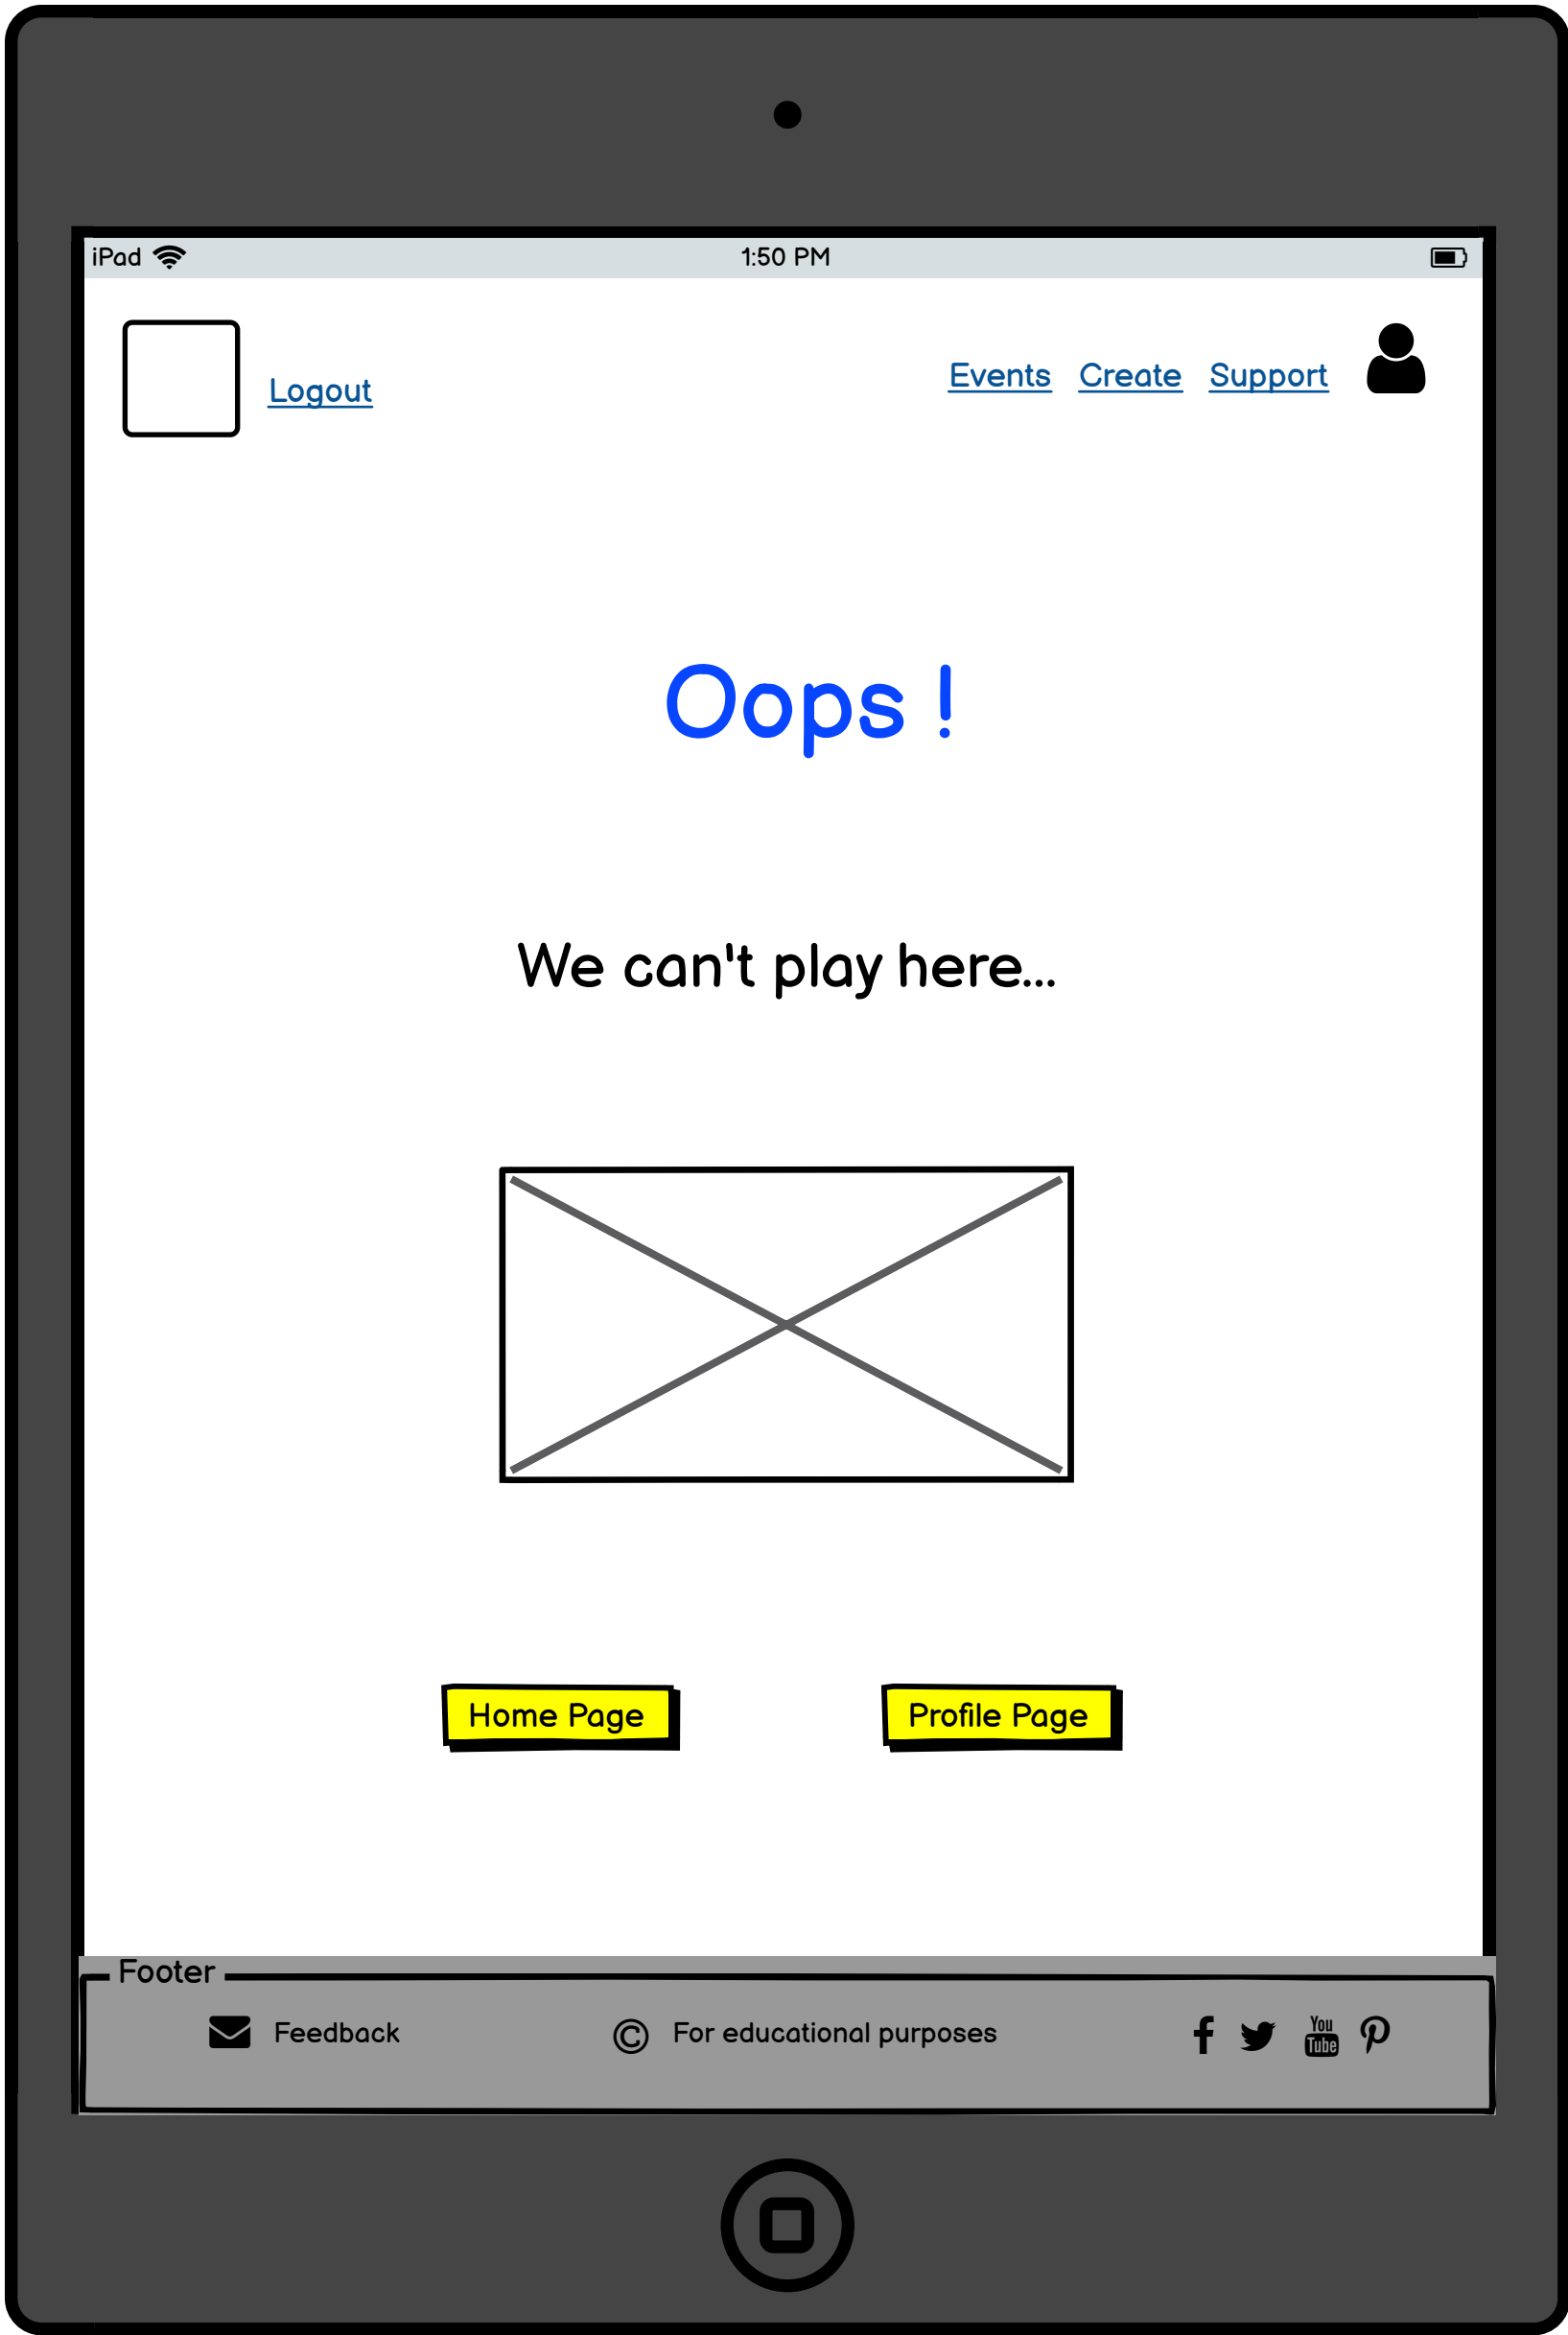 iPad 1:50 PM
Logout Events Create Support
Oops !
We can't play here...
Home Page Profile Page
Footer
Feedback © For educational purposes You Tube